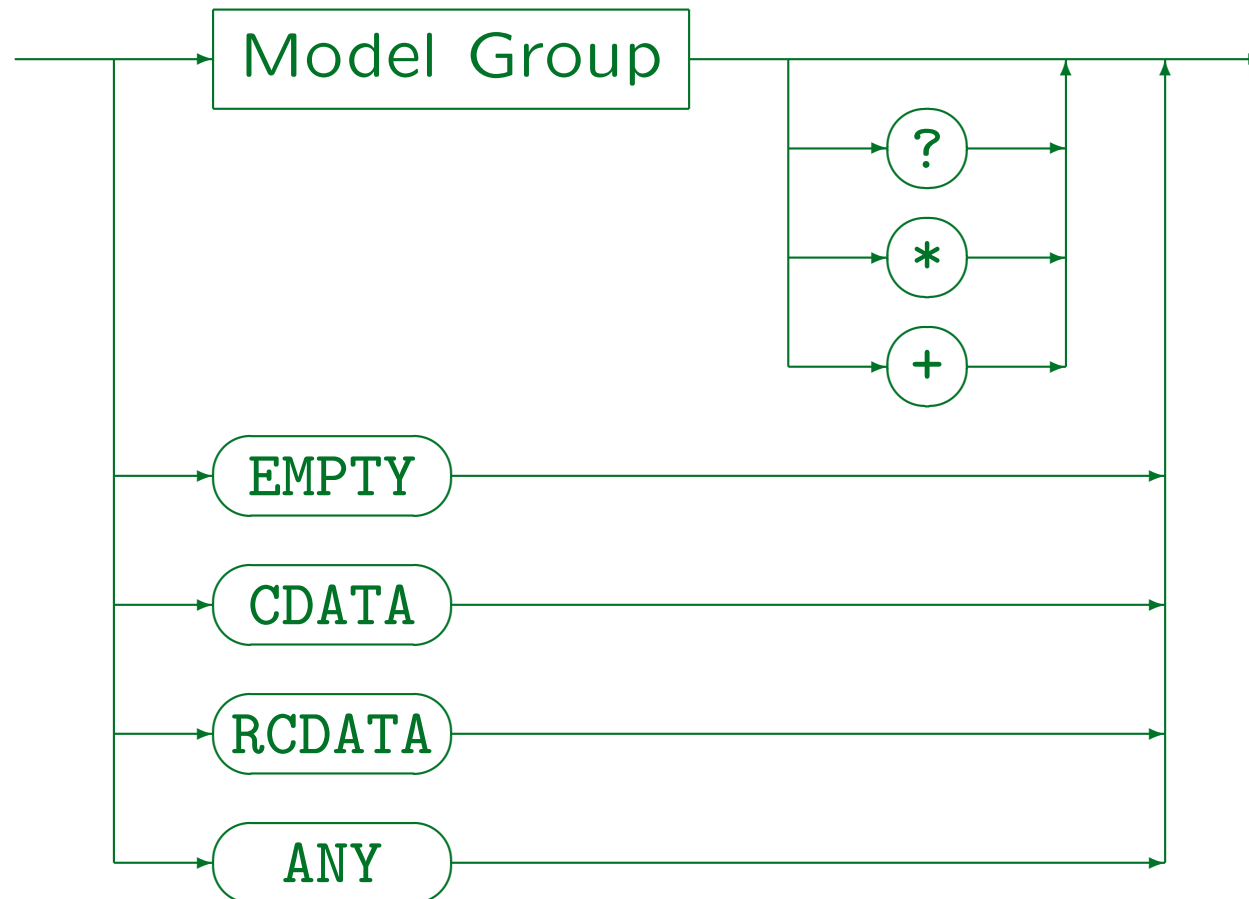 Model Group
?
*
+
EMPTY
CDATA
RCDATA
ANY